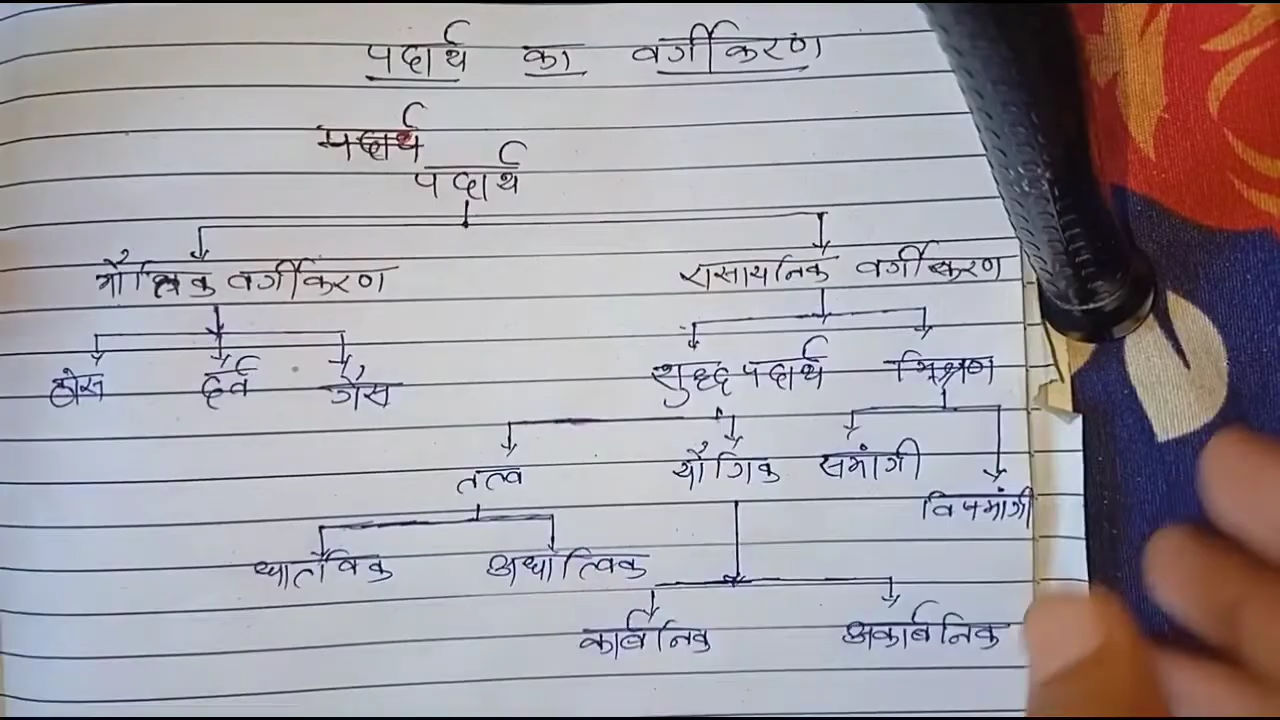 पदार्थ का वर्गीकरण
पदार्थ
पदार्थ
भौतिक वर्गीकरण रासायनिक वर्गीकरण
ठोस द्रव गैस शुद्ध पदार्थ मिश्रण
तत्व यौगिक समांगी
विषमांगी
धात्विक अधात्विक
कार्बनिक अकार्बनिक